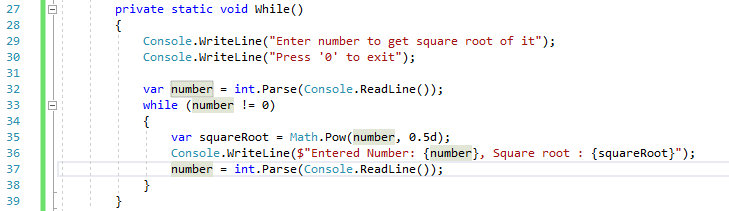 27 private static void While()
28 {
29 Console.WriteLine("Enter number to get square root of it");
30 Console.WriteLine("Press '0' to exit");
31
32 var number = int.Parse(Console.ReadLine());
33 while (number != 0)
34 {
35 var squareRoot = Math.Pow(number, 0.5d);
36 Console.WriteLine($"Entered Number: {number}, Square root : {squareRoot}");
37 number = int.Parse(Console.ReadLine());
38 }
39 }